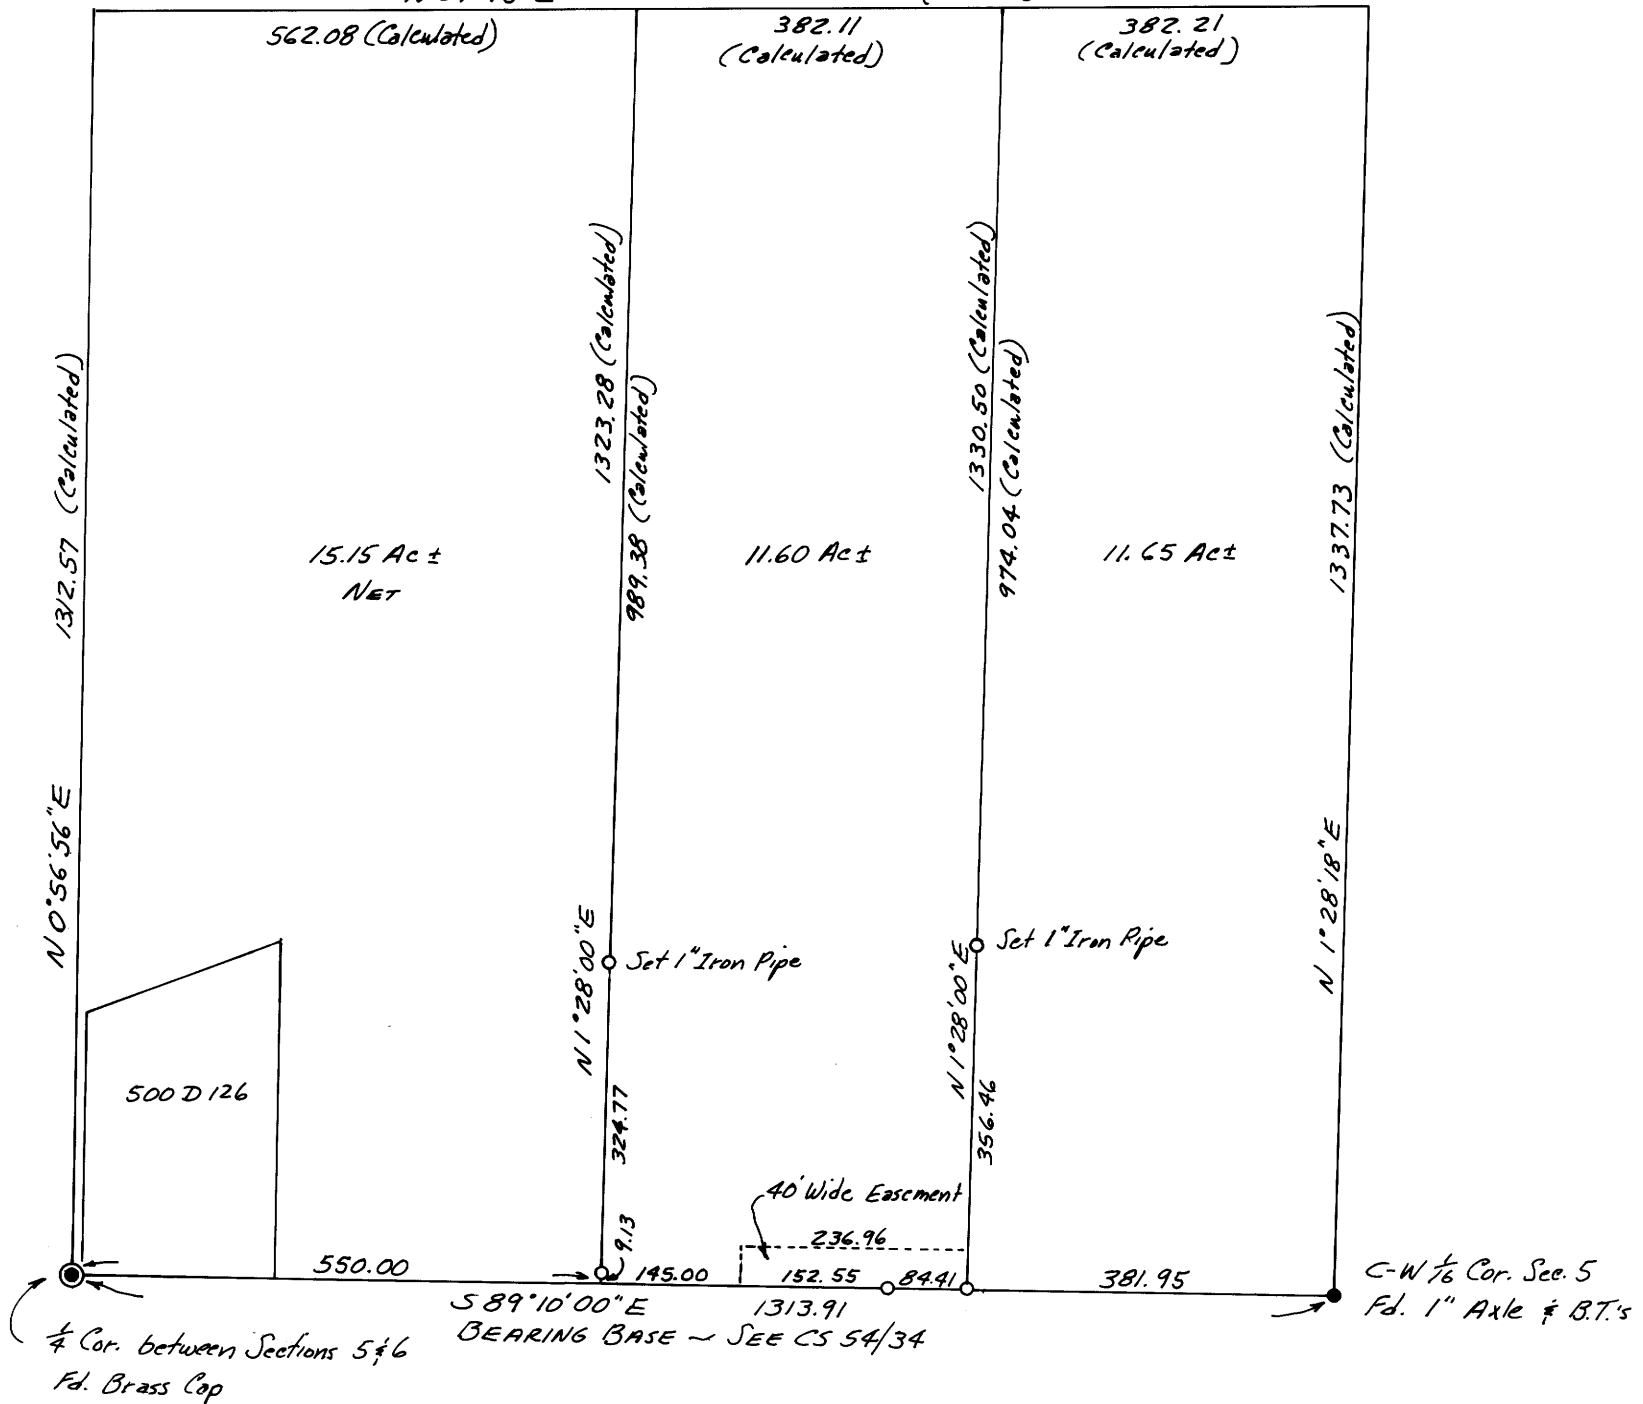 562.08 (Calculated)
382.11
(Calculated)
382.21
(Calculated)
1312.57 (Calculated)
N 0°56'56"E
1323.28 (Calculated)
989.38 (Calculated)
1330.50 (Calculated)
974.04 (Calculated)
1337.73 (Calculated)
15.15 Ac ±
NET
11.60 Ac ±
11.65 Ac ±
N 1°28'00"E
Set 1" Iron Pipe
N 1°28'00"E
Set 1" Iron Pipe
N 1°28'18"E
500 D 126
324.77
356.46
40' Wide Easement
9.13
236.96
550.00
145.00
152.55
84.41
381.95
S 89°10'00"E
1313.91
BEARING BASE ~ SEE CS 54/34
C-W 1/16 Cor. Sec. 5
Fd. 1" Axle & B.T.'s
1/4 Cor. between Sections 5 & 6
Fd. Brass Cap